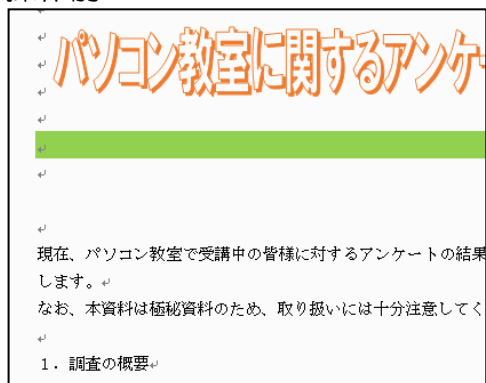 パソコン教室に関するアンケ
現在、パソコン教室で受講中の皆様に対するアンケートの結果
します。
なお、本資料は極秘資料のため、取り扱いには十分注意してく
1. 調査の概要